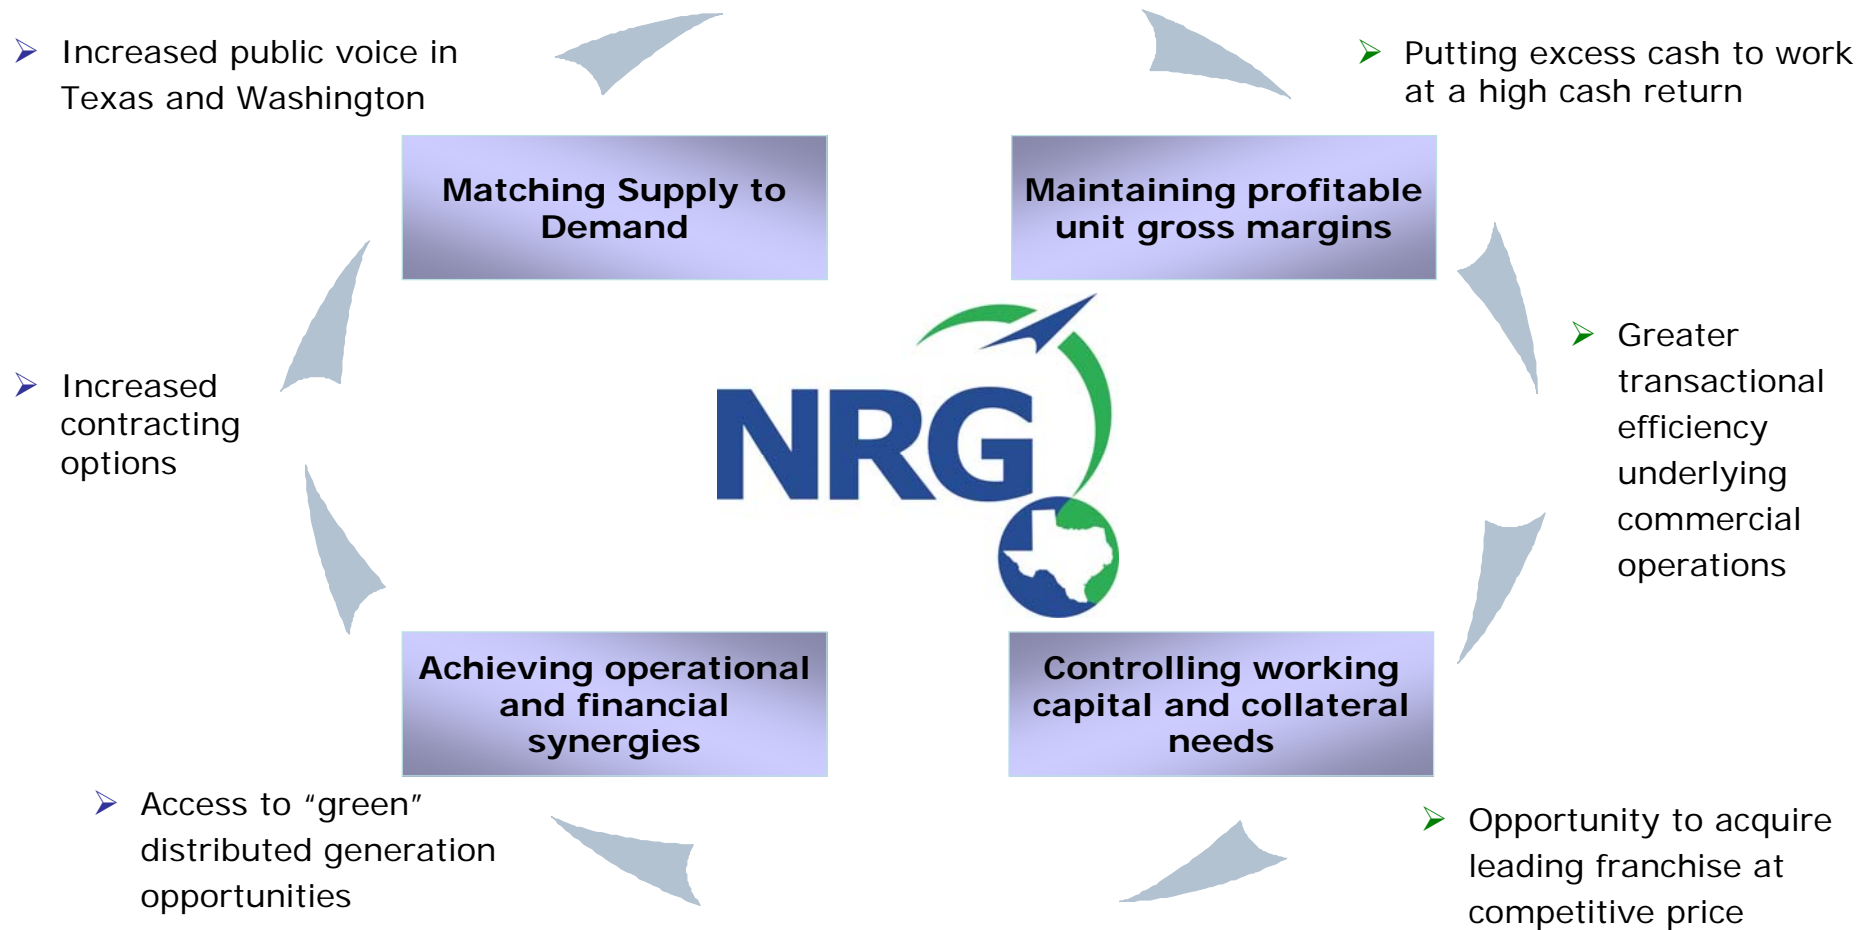 Increased public voice in
Texas and Washington
Putting excess cash to work
at a high cash return
Matching Supply to
Demand
Maintaining profitable
unit gross margins
Increased
contracting
options
NRG
Greater
transactional
efficiency
underlying
commercial
operations
Achieving operational
and financial
synergies
Controlling working
capital and collateral
needs
Access to “green”
distributed generation
opportunities
Opportunity to acquire
leading franchise at
competitive price